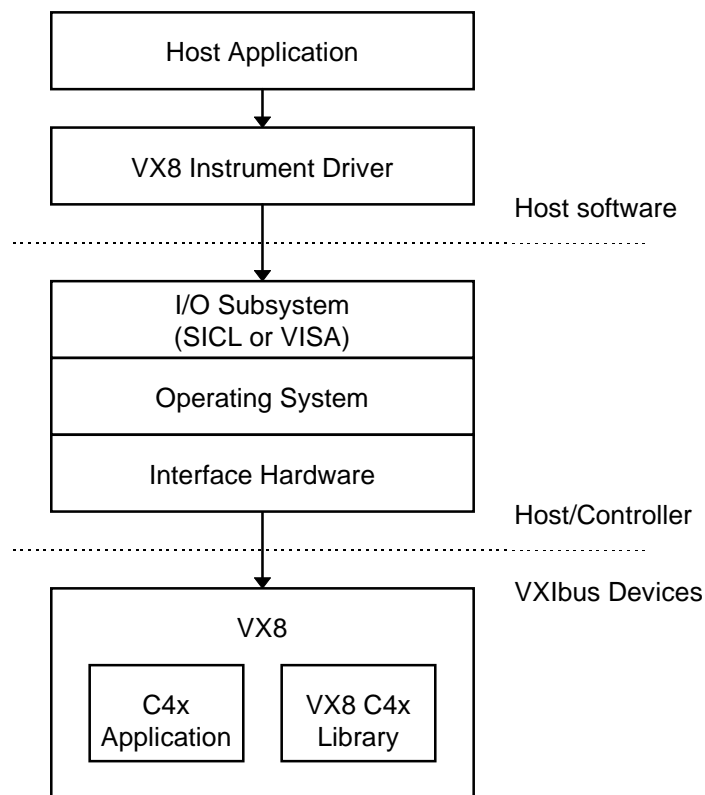 Host Application
VX8 Instrument Driver
Host software
I/O Subsystem
(SICL or VISA)
Operating System
Interface Hardware
Host/Controller
VXIbus Devices
VX8
C4x
Application
VX8 C4x
Library